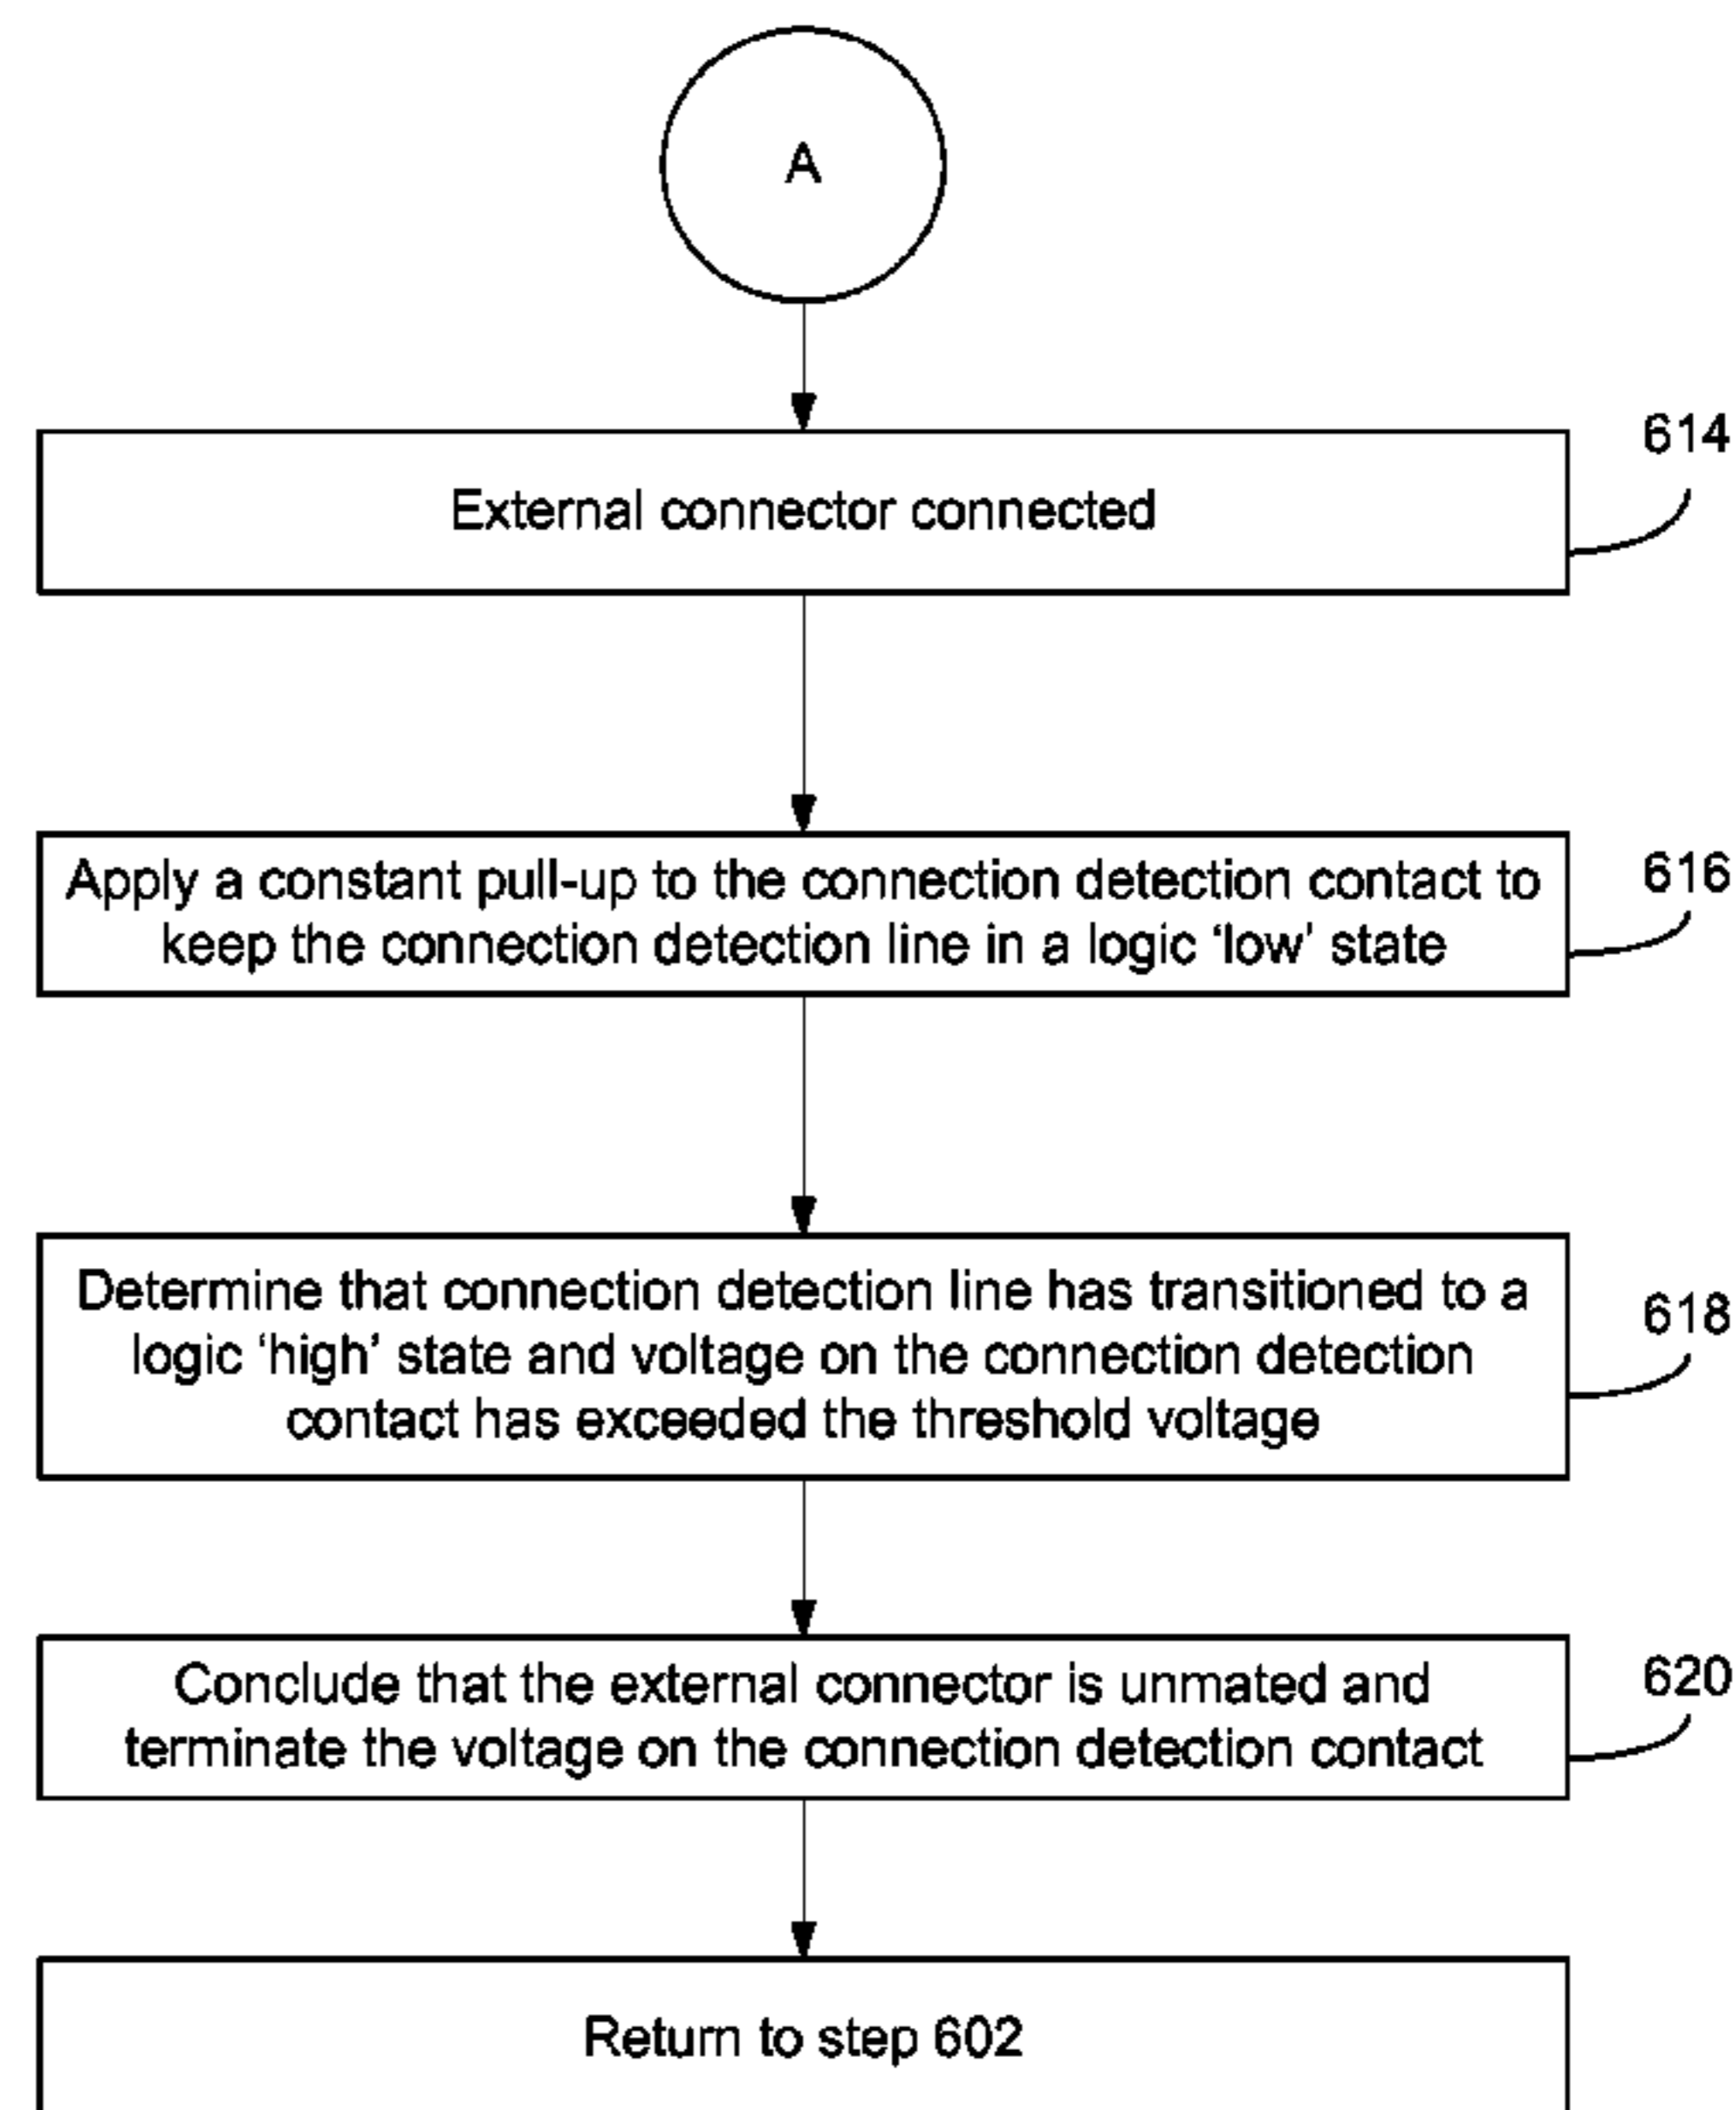 A
614
External connector connected
616
Apply a constant pull-up to the connection detection contact to
keep the connection detection line in a logic ‘low’ state
618
Determine that connection detection line has transitioned to a
logic ‘high’ state and voltage on the connection detection
contact has exceeded the threshold voltage
620
Conclude that the external connector is unmated and
terminate the voltage on the connection detection contact
Return to step 602